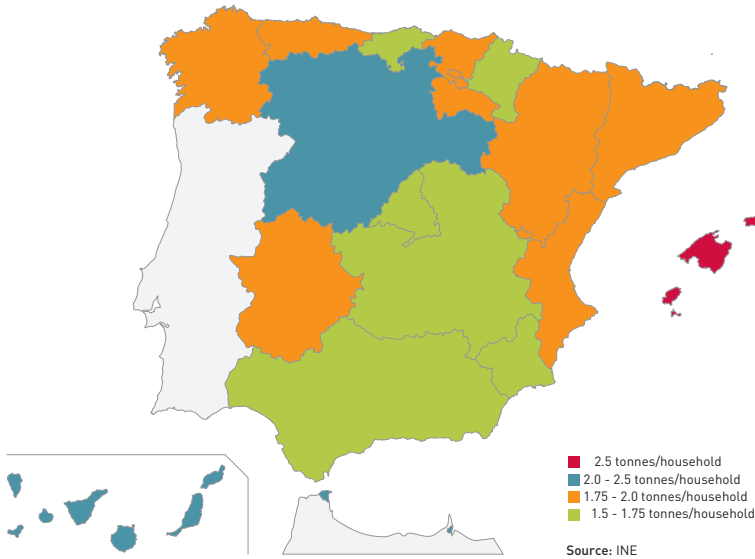 2.5 tonnes/household
2.0 - 2.5 tonnes/household
1.75 - 2.0 tonnes/household
1.5 - 1.75 tonnes/household
Source: INE